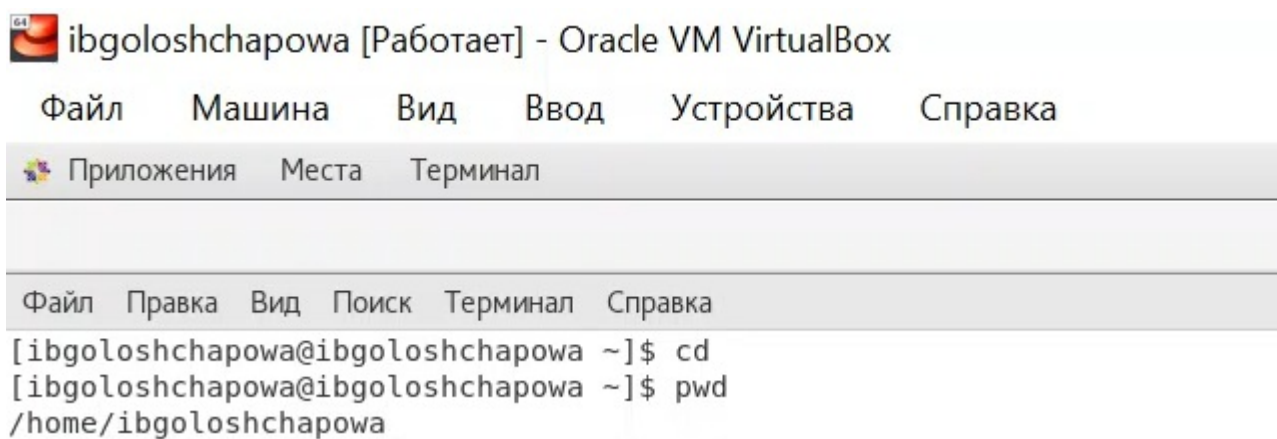 64
ibgoloshchapowa [Работает] - Oracle VM VirtualBox
Файл Машина Вид Ввод Устройства Справка
Приложения Места Терминал
Файл Правка Вид Поиск Терминал Справка
[ibgoloshchapowa@ibgoloshchapowa ~]$ cd
[ibgoloshchapowa@ibgoloshchapowa ~]$ pwd
/home/ibgoloshchapowa